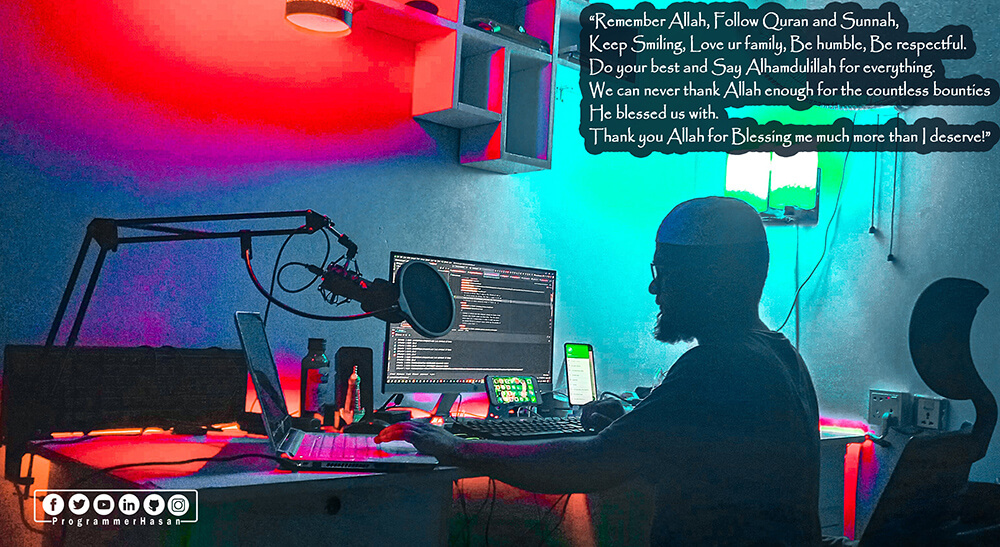 “Remember Allah, Follow Quran and Sunnah,
Keep Smiling, Love ur family, Be humble, Be respectful.
Do your best and Say Alhamdulillah for everything.
We can never thank Allah enough for the countless bounties
He blessed us with.
Thank you Allah for Blessing me much more than I deserve!”
ProgrammerHasan